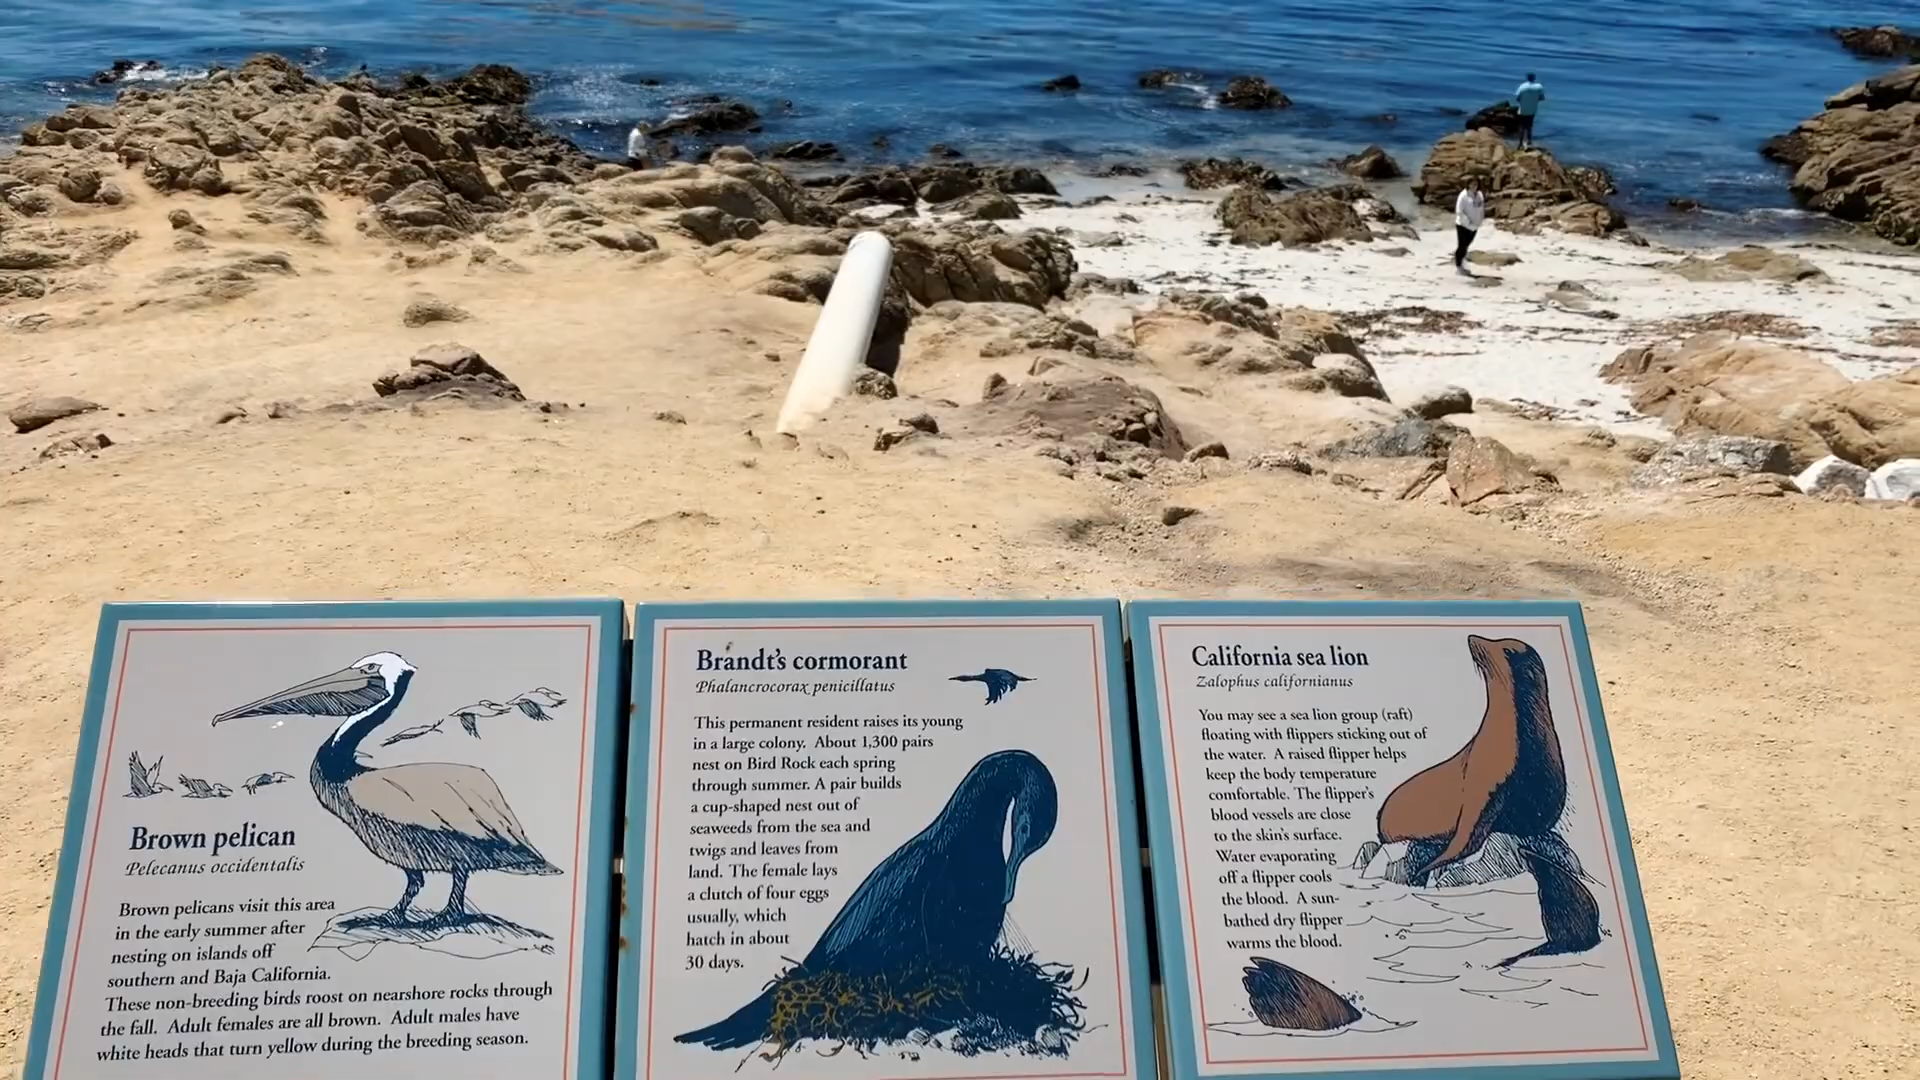 Brown pelican
Pelecanus occidentalis
Brown pelicans visit this area
in the early summer after
nesting on islands off
southern and Baja California.
These non-breeding birds roost on nearshore rocks through
the fall. Adult females are all brown. Adult males have
white heads that turn yellow during the breeding season.
Brandt's cormorant
Phalancrocorax penicillatus
This permanent resident raises its young
in a large colony. About 1,300 pairs
nest on Bird Rock each spring
through summer. A pair builds
a cup-shaped nest out of
seaweeds from the sea and
twigs and leaves from
land. The female lays
a clutch of four eggs
usually, which
hatch in about
30 days.
California sea lion
Zalophus californianus
You may see a sea lion group (raft)
floating with flippers sticking out of
the water. A raised flipper helps
keep the body temperature
comfortable. The flipper's
blood vessels are close
to the skin's surface.
Water evaporating
off a flipper cools
the blood. A sun-
bathed dry flipper
warms the blood.